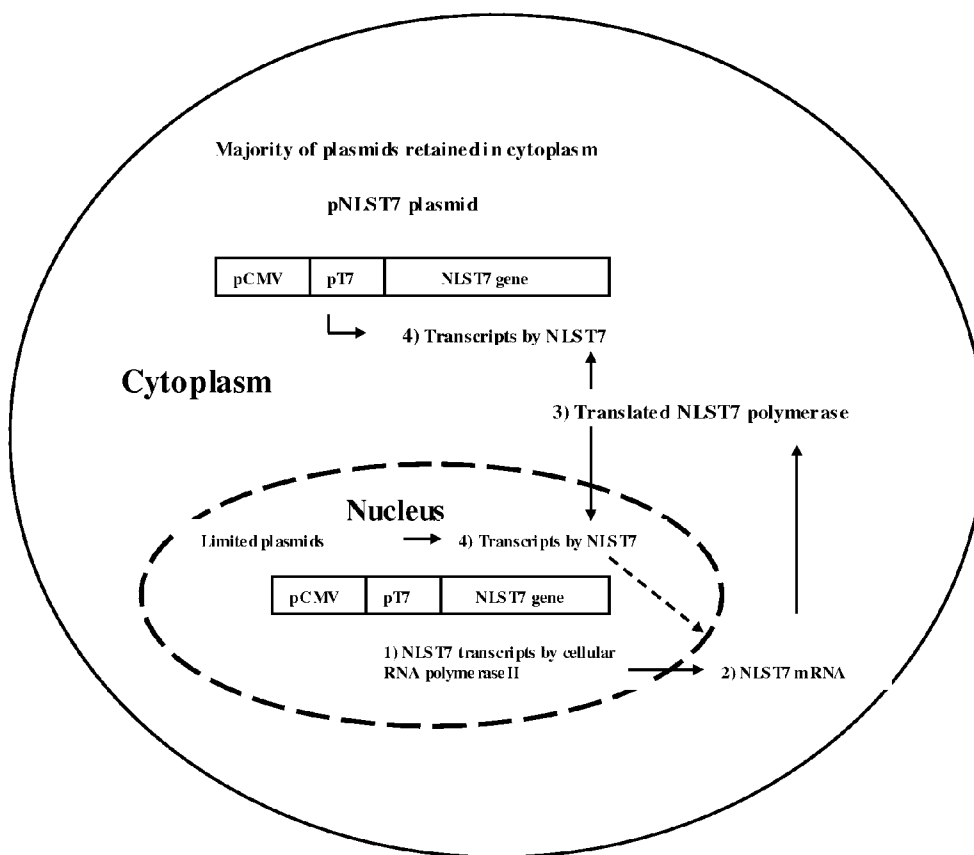 Majority of plasmids retained in cytoplasm
pNLST7 plasmid
pCMV pT7 NLST7 gene
4) Transcripts by NLST7
Cytoplasm
3) Translated NLST7 polymerase
Nucleus
Limited plasmids 4) Transcripts by NLST7
pCMV pT7 NLST7 gene
1) NLST7 transcripts by cellular
RNA polymerase II
2) NLST7 mRNA